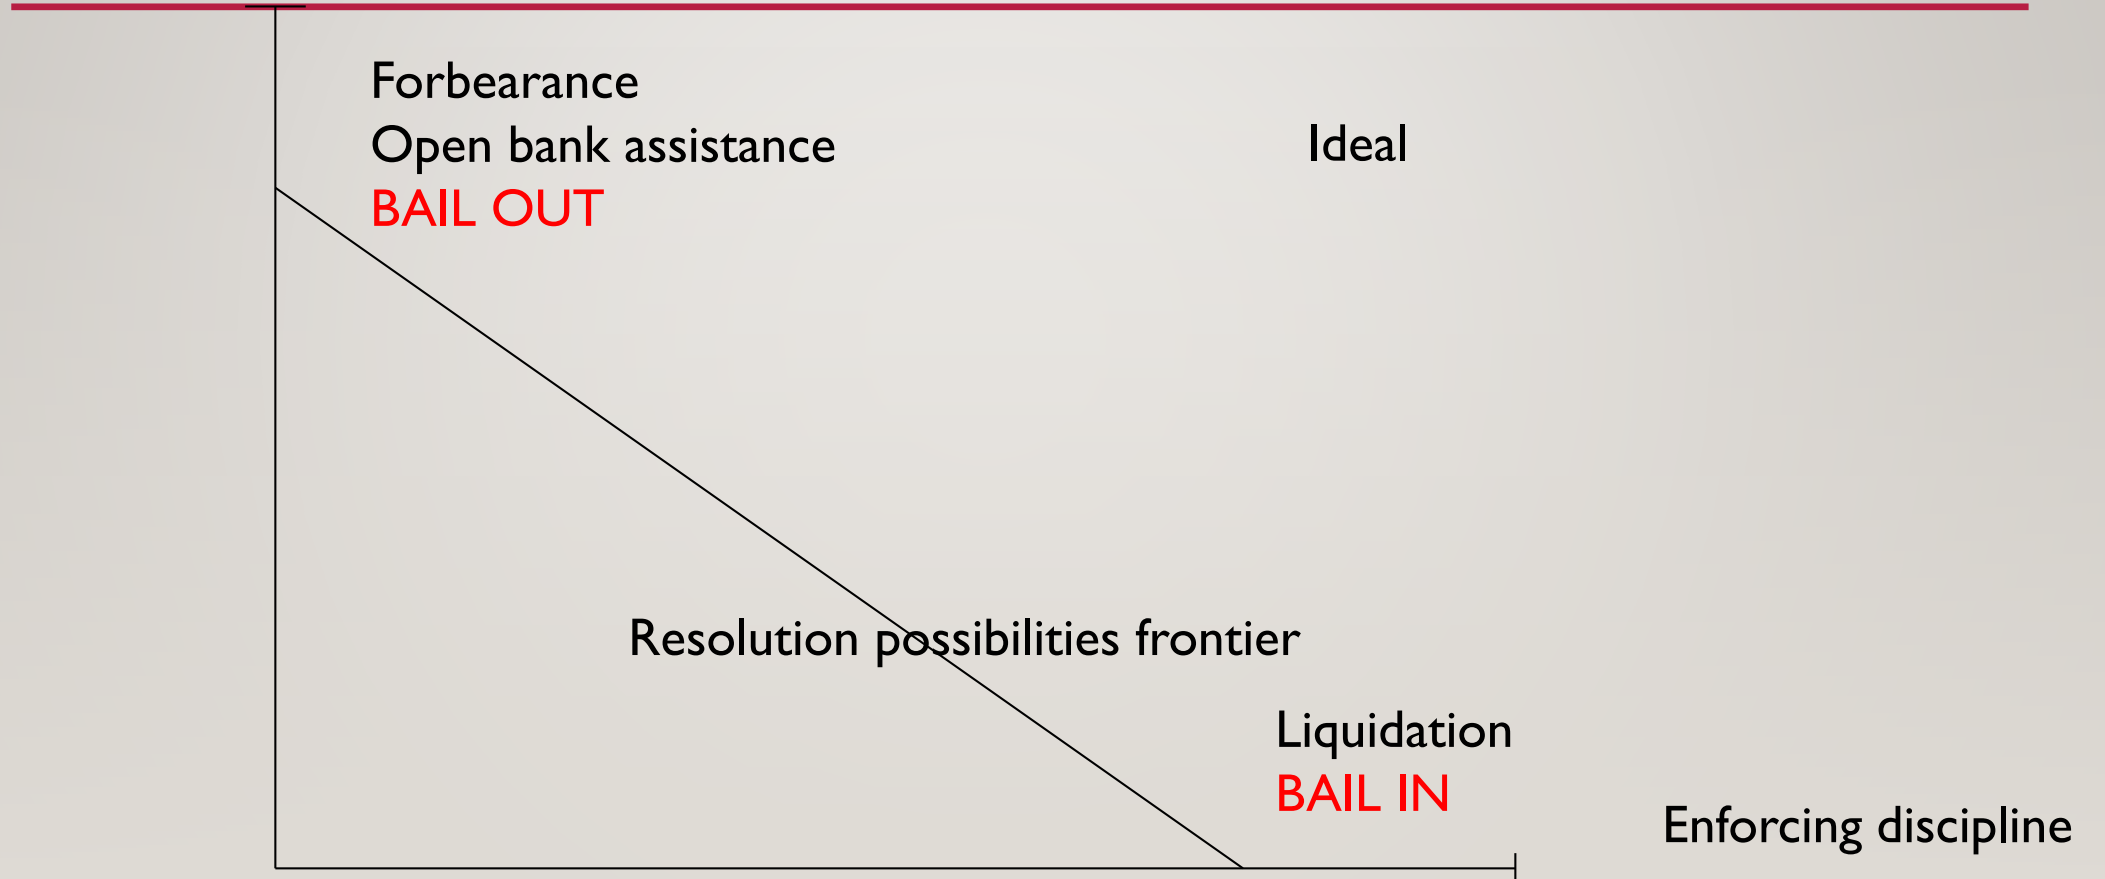 Forbearance
Open bank assistance
BAIL OUT
Ideal
Resolution possibilities frontier
Liquidation
BAIL IN
Enforcing discipline